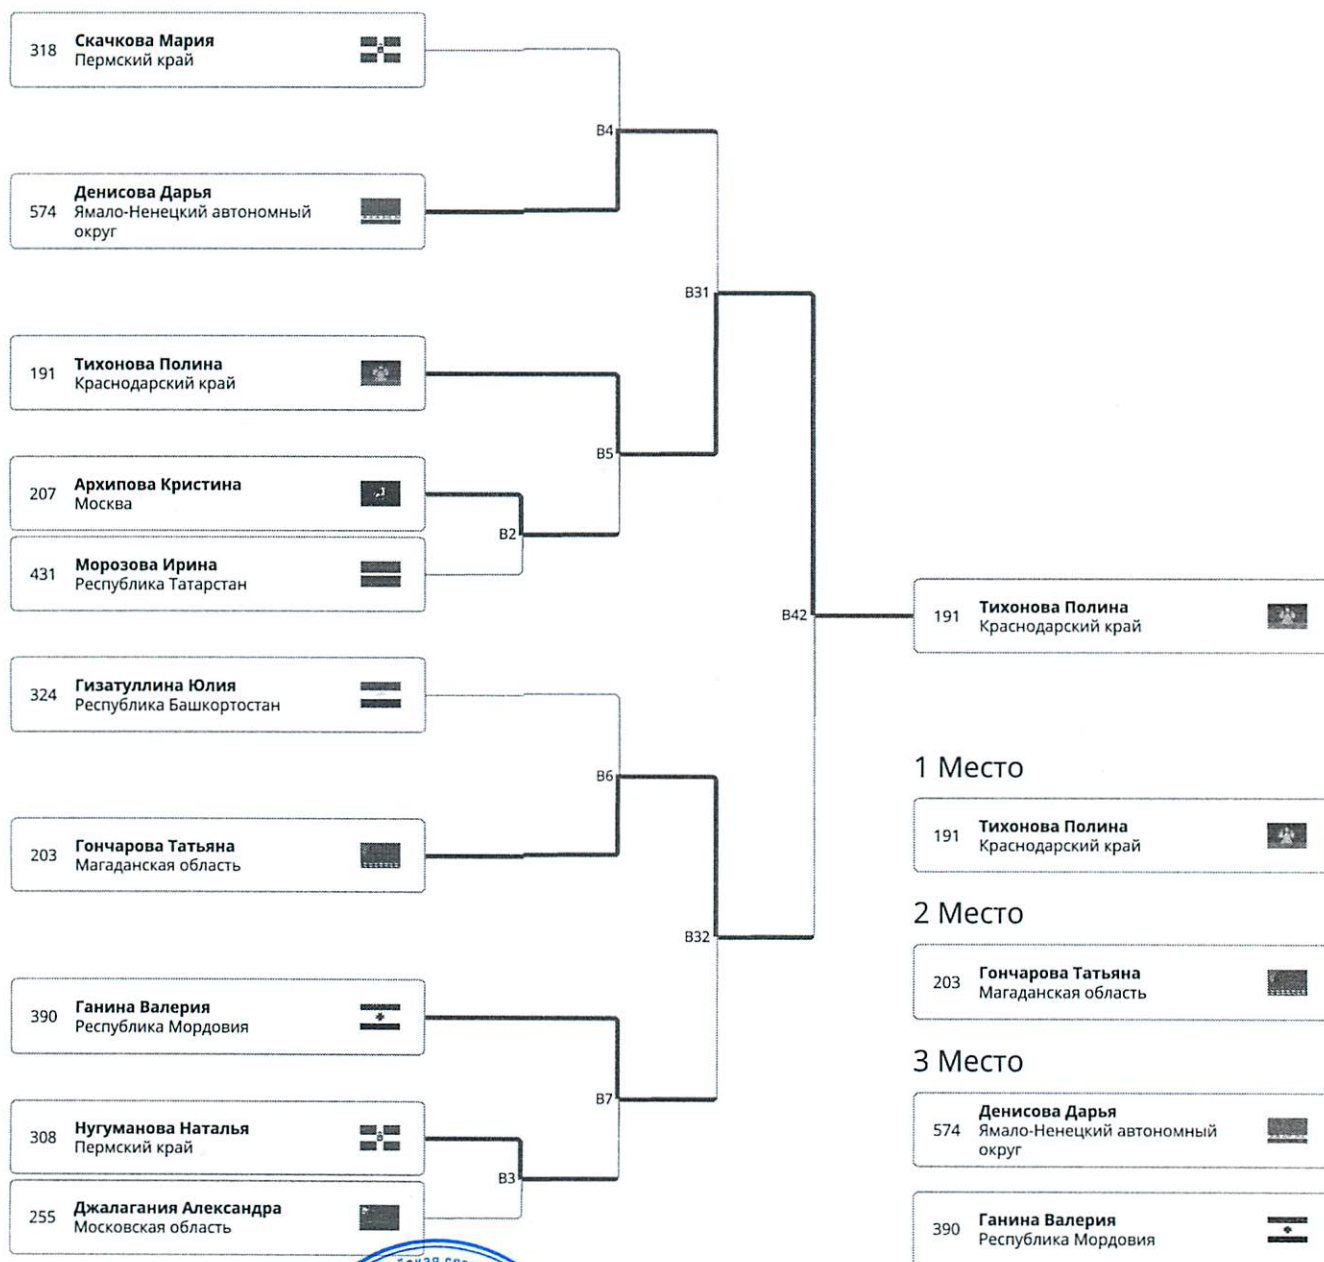 318 Скачкова Мария
Пермский край
B4
574 Денисова Дарья
Ямало-Ненецкий автономный
округ
B31
191 Тихонова Полина
Краснодарский край
B5
207 Архипова Кристина
Москва
B2
431 Морозова Ирина
Республика Татарстан
B42
191 Тихонова Полина
Краснодарский край
324 Гизатуллина Юлия
Республика Башкортостан
B6
203 Гончарова Татьяна
Магаданская область
B32
390 Ганина Валерия
Республика Мордовия
B7
308 Нугуманова Наталья
Пермский край
B3
255 Джалагания Александра
Московская область
1 Место
191 Тихонова Полина
Краснодарский край
2 Место
203 Гончарова Татьяна
Магаданская область
3 Место
574 Денисова Дарья
Ямало-Ненецкий автономный
округ
390 Ганина Валерия
Республика Мордовия